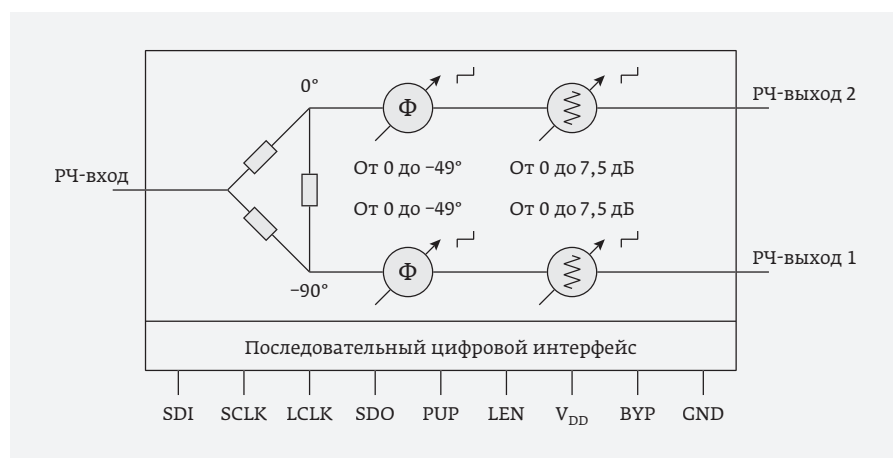 0°
РЧ-выход 2
Ф
От 0 до −49°
От 0 до 7,5 дБ
РЧ-вход
От 0 до −49°
От 0 до 7,5 дБ
РЧ-выход 1
Ф
−90°
Последовательный цифровой интерфейс
SDI SCLK LCLK SDO PUP LEN V_DD BYP GND